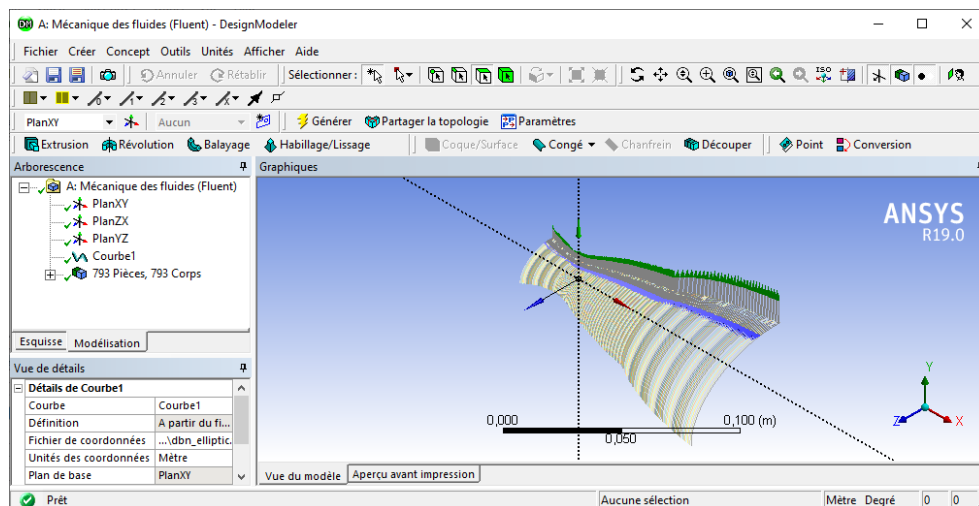 A: Mécanique des fluides (Fluent) - DesignModeler
Fichier Créer Concept Outils Unités Afficher Aide
Annuler Rétablir Sélectionner:
PlanXY Aucun Générer Partager la topologie Paramètres
Extrusion Révolution Balayage Habillage/Lissage Coque/Surface Congé Chanfrein Découper Point Conversion
Arborescence
A: Mécanique des fluides (Fluent)
PlanXY
PlanZX
PlanYZ
Courbe1
793 Pièces, 793 Corps
Esquisse Modélisation
Vue de détails
Détails de Courbe1
Courbe Courbe1
Définition A partir du fi...
Fichier de coordonnées ...\dbn_elliptic.
Unités des coordonnées Mètre
Plan de base PlanXY
Graphiques
ANSYS
R19.0
0,000 0,100 (m)
0,050
Y
Z X
Vue du modèle Aperçu avant impression
Prêt Aucune sélection Mètre Degré 0 0